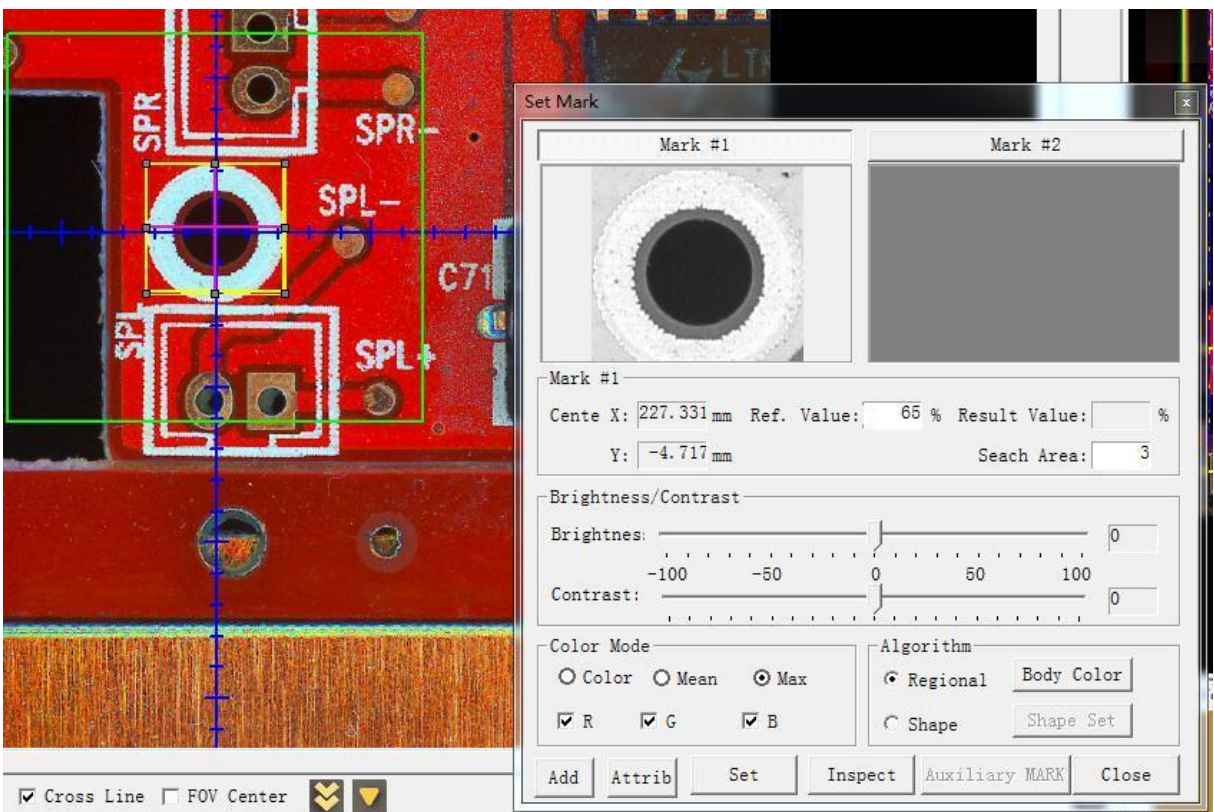 SPR
SPR-
SPL-
C71
SPL
SPL+
LT
Set Mark
x
Mark #1
Mark #2
Mark #1
Cente X: 227.331 mm Ref. Value: 65 % Result Value: %
Y: -4.717 mm Seach Area: 3
Brightness/Contrast
Brightnes: 0
-100 -50 0 50 100
Contrast: 0
Color Mode
Color Mean Max
R G B
Algorithm
Regional Body Color
Shape Shape Set
Add Attrib Set Inspect Auxiliary MARK Close
Cross Line FOV Center